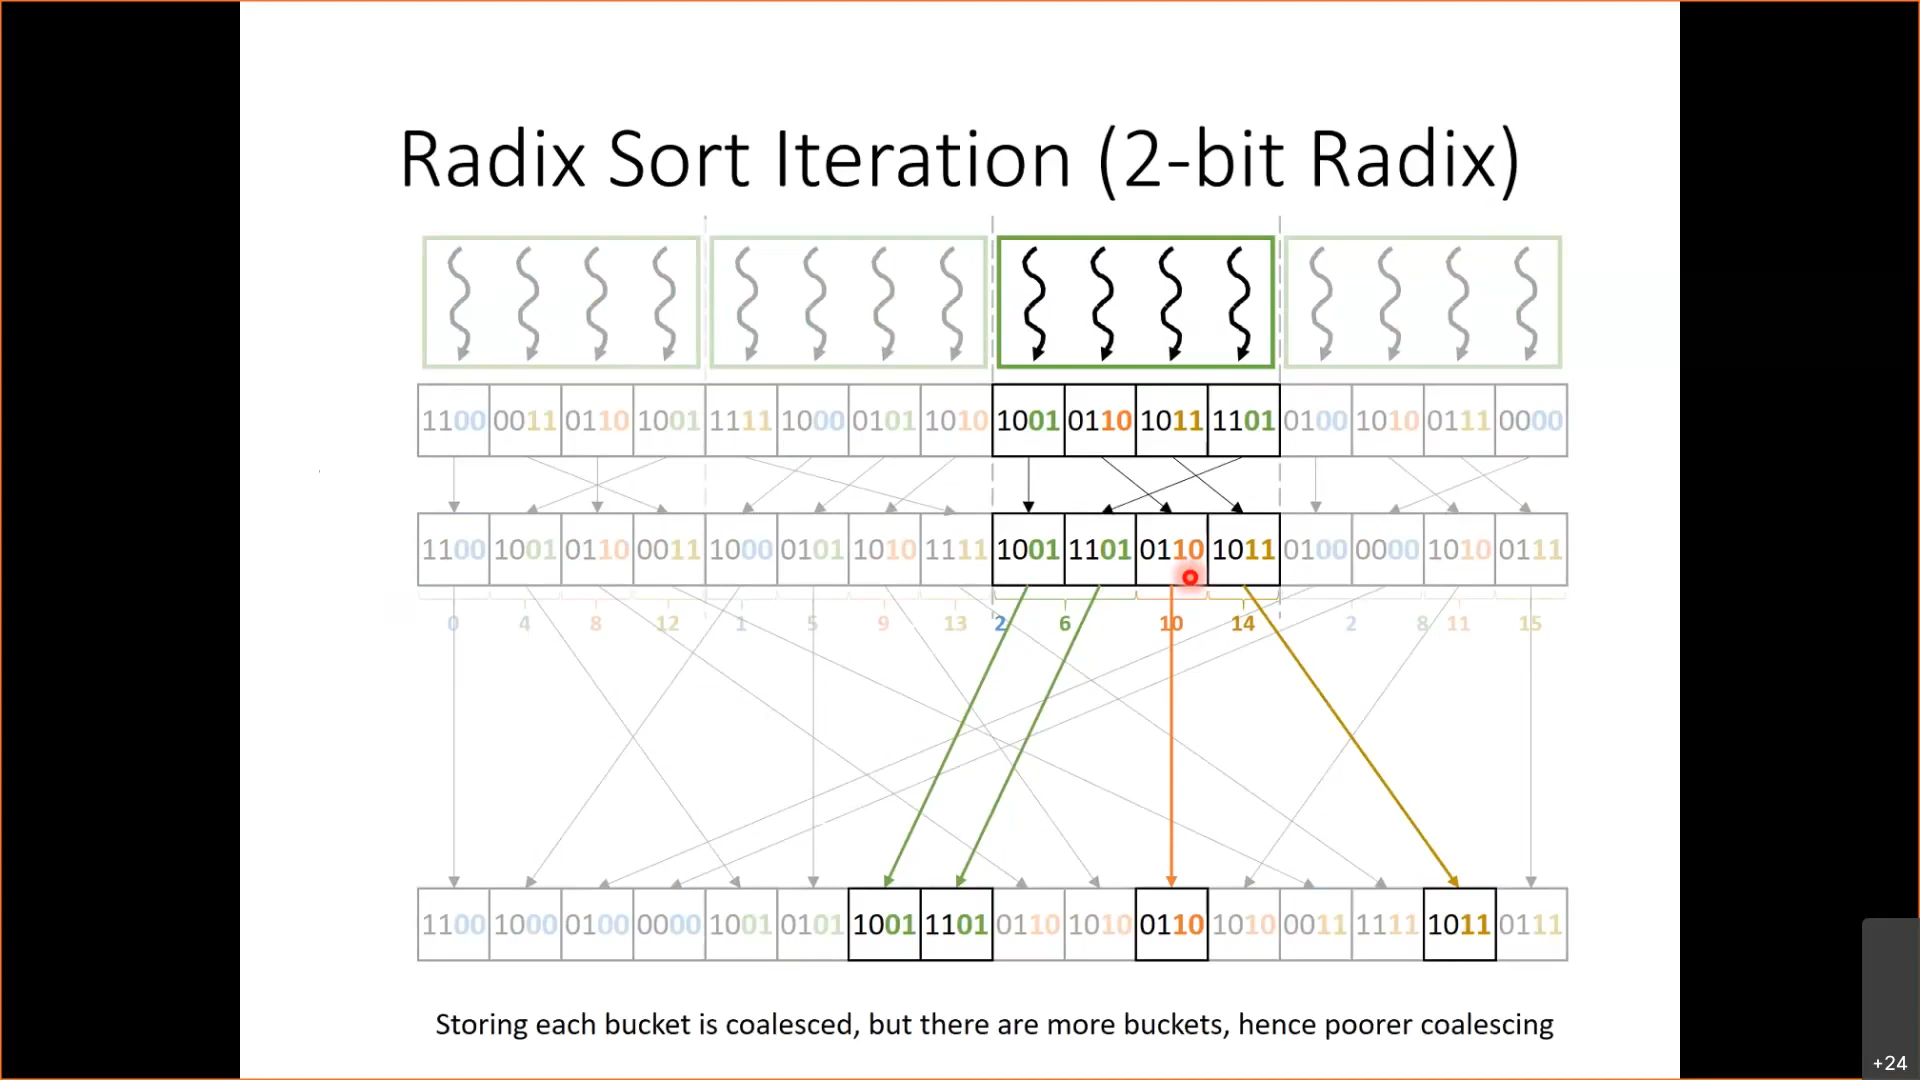 Radix Sort Iteration (2-bit Radix)
1100 0011 0110 1001 1111 1000 0101 1010 1001 0110 1011 1101 0100 1010 0111 0000
1100 1001 0110 0011 1000 0101 1010 1111 1001 1101 0110 1011 0100 0000 1010 0111
0 4 8 12 1 5 9 13 2 6 10 14 2 8 11 15
1100 1000 0100 0000 1001 0101 1001 1101 0110 1010 0110 1010 0011 1111 1011 0111
Storing each bucket is coalesced, but there are more buckets, hence poorer coalescing
+24